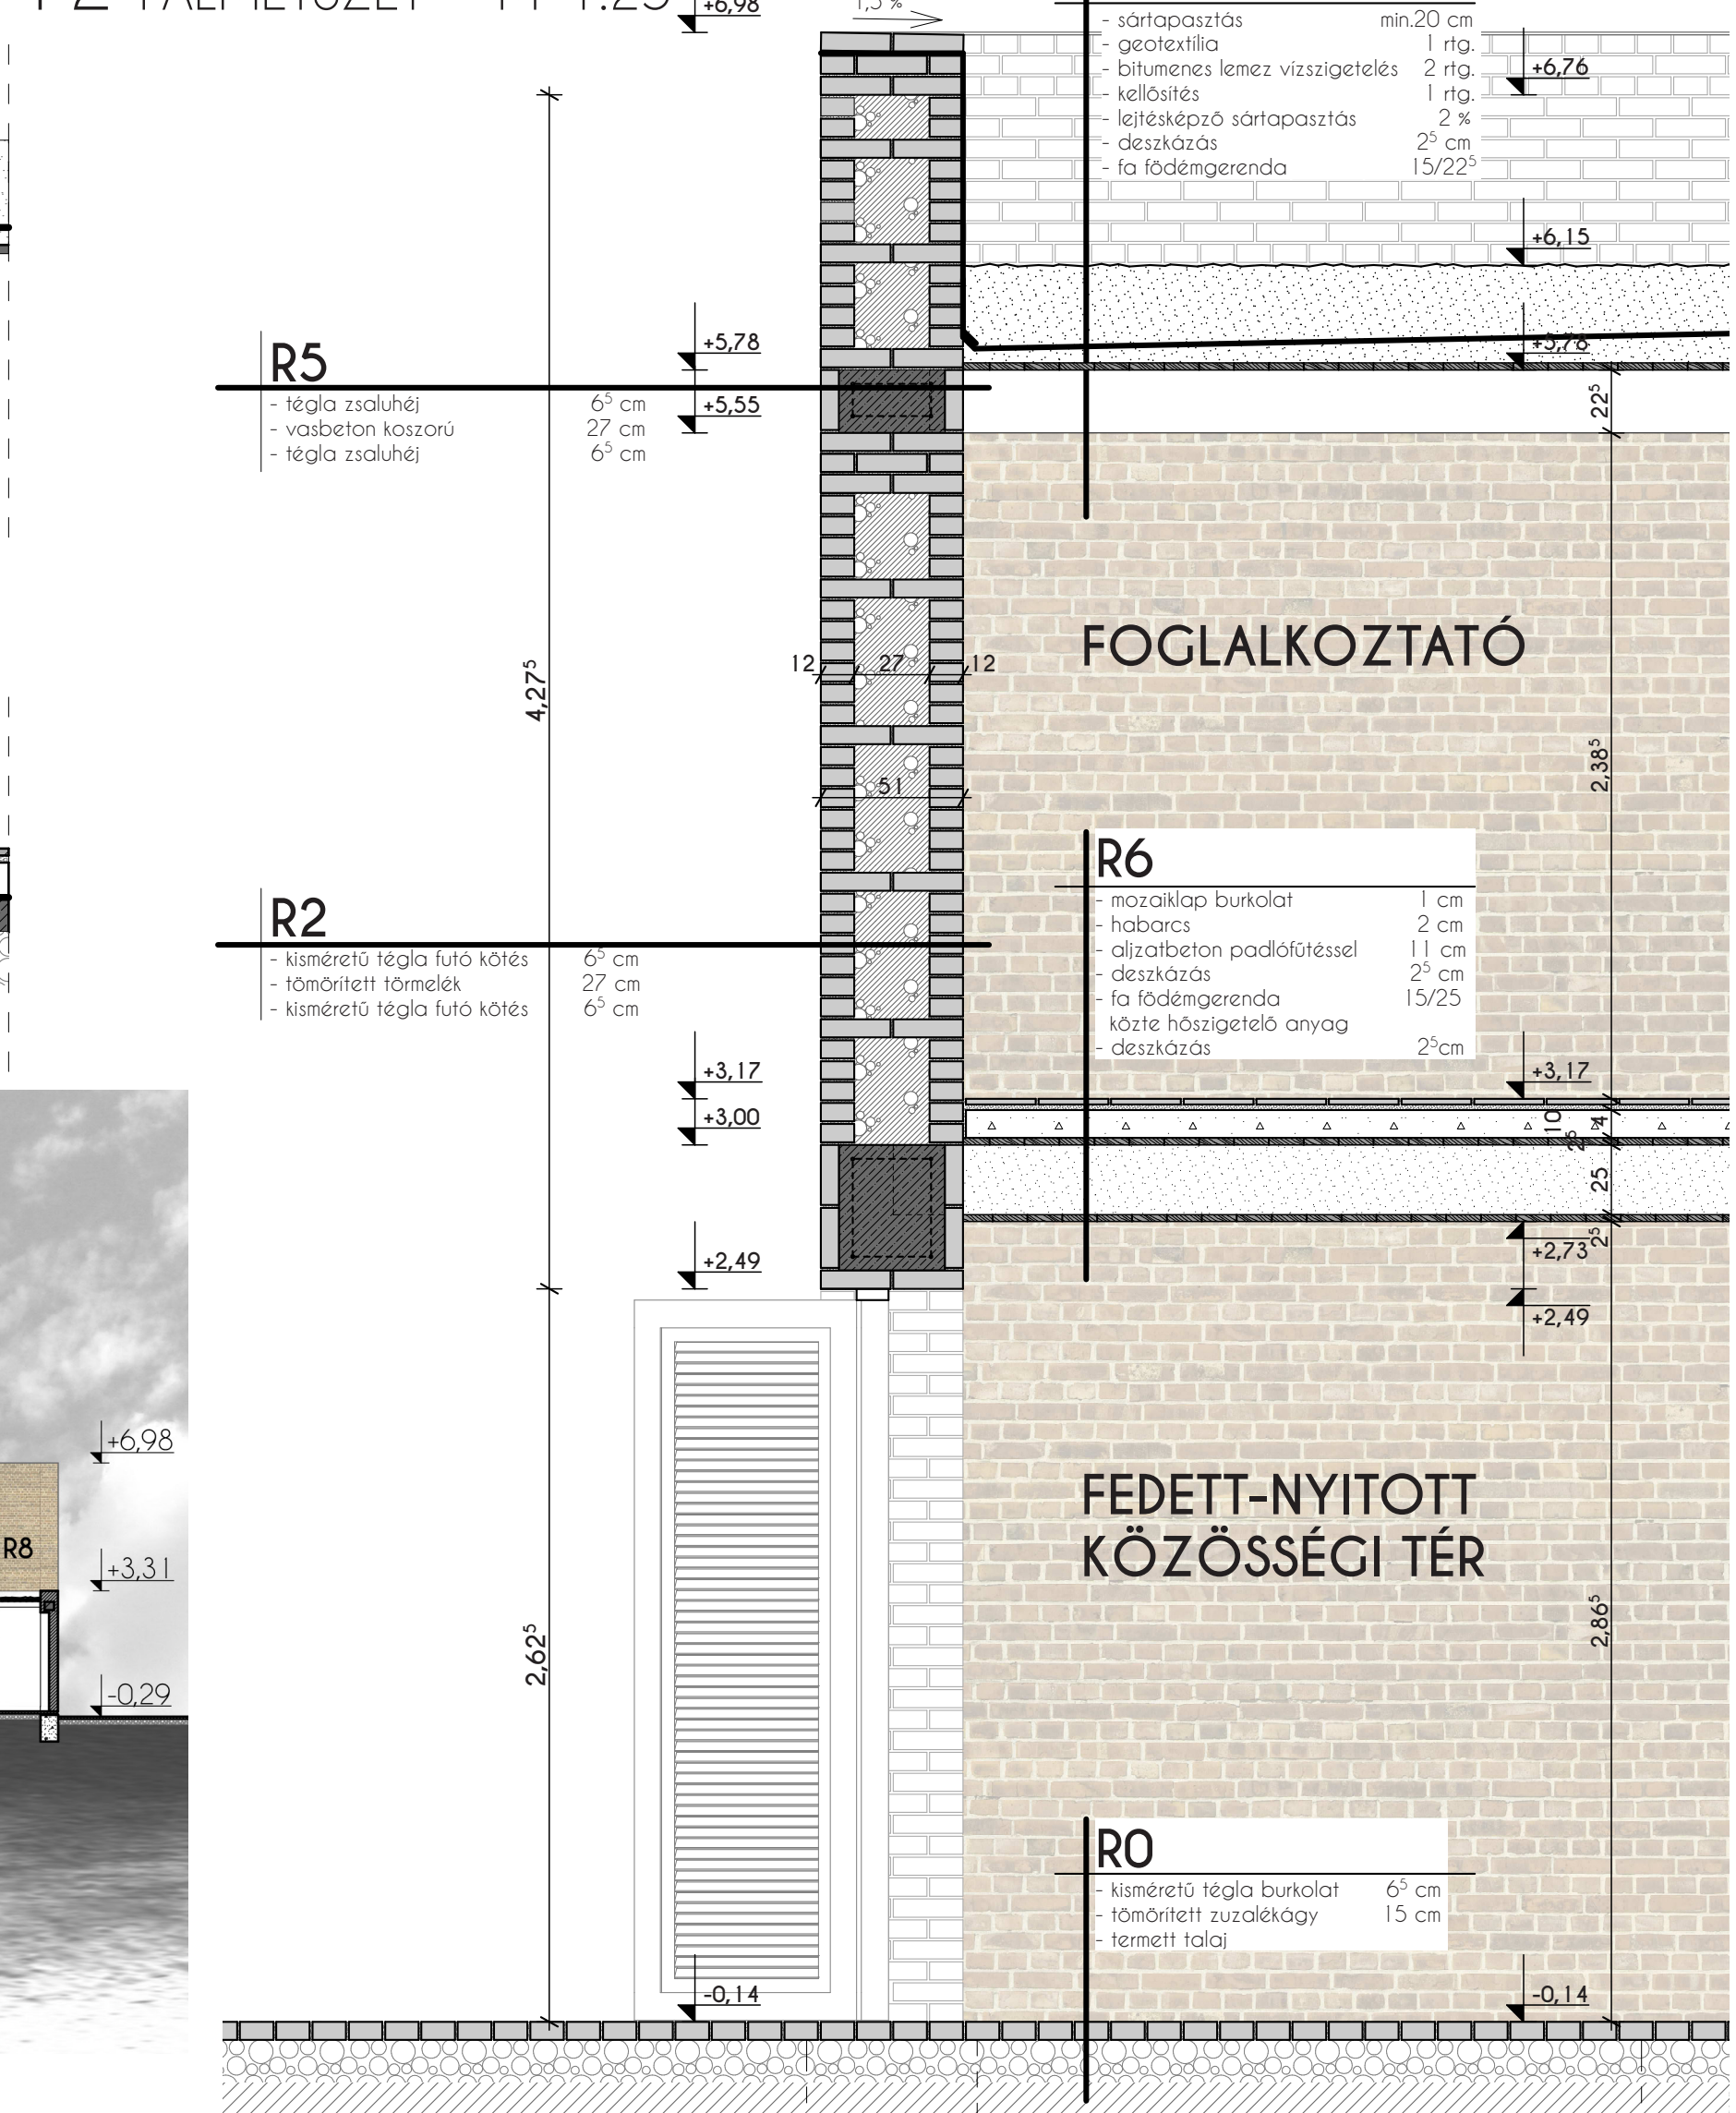 +6,98
1,5 %
- sártapasztás min.20 cm
- geotextília 1 rtg.
- bitumenes lemez vízszigetelés 2 rtg.
- kellősítés 1 rtg.
- lejtésképző sártapasztás 2 %
- deszkázás 2⁵ cm
- fa födémgerenda 15/22⁵
+6,76
+6,15
+5,78
+5,78
+5,55
22⁵
R5
- tégla zsaluhéj 6⁵ cm
- vasbeton koszorú 27 cm
- tégla zsaluhéj 6⁵ cm
FOGLALKOZTATÓ
12 27 12
4,27⁵
2,38⁵
51
R6
- mozaiklap burkolat 1 cm
- habarcs 2 cm
- aljzatbeton padlófűtéssel 11 cm
- deszkázás 2⁵ cm
- fa födémgerenda 15/25
közte hőszigetelő anyag
- deszkázás 2⁵cm
R2
- kisméretű tégla futó kötés 6⁵ cm
- tömörített törmelék 27 cm
- kisméretű tégla futó kötés 6⁵ cm
+3,17
+3,17
+3,00
10
4
2⁵
25
2⁵
+2,73
+2,49
+2,49
+6,98
R8
+3,31
-0,29
FEDETT-NYITOTT
KÖZÖSSÉGI TÉR
2,62⁵
2,86⁵
R0
- kisméretű tégla burkolat 6⁵ cm
- tömörített zuzalékágy 15 cm
- termett talaj
-0,14
-0,14